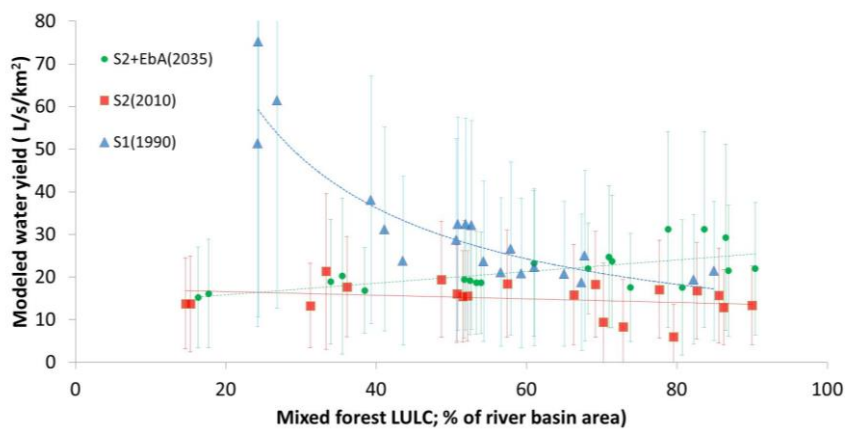 80
70
60
50
40
30
20
10
0
Modeled water yield ( L/s/km²)
S2+EbA(2035)
S2(2010)
S1(1990)
0 20 40 60 80 100
Mixed forest LULC; % of river basin area)